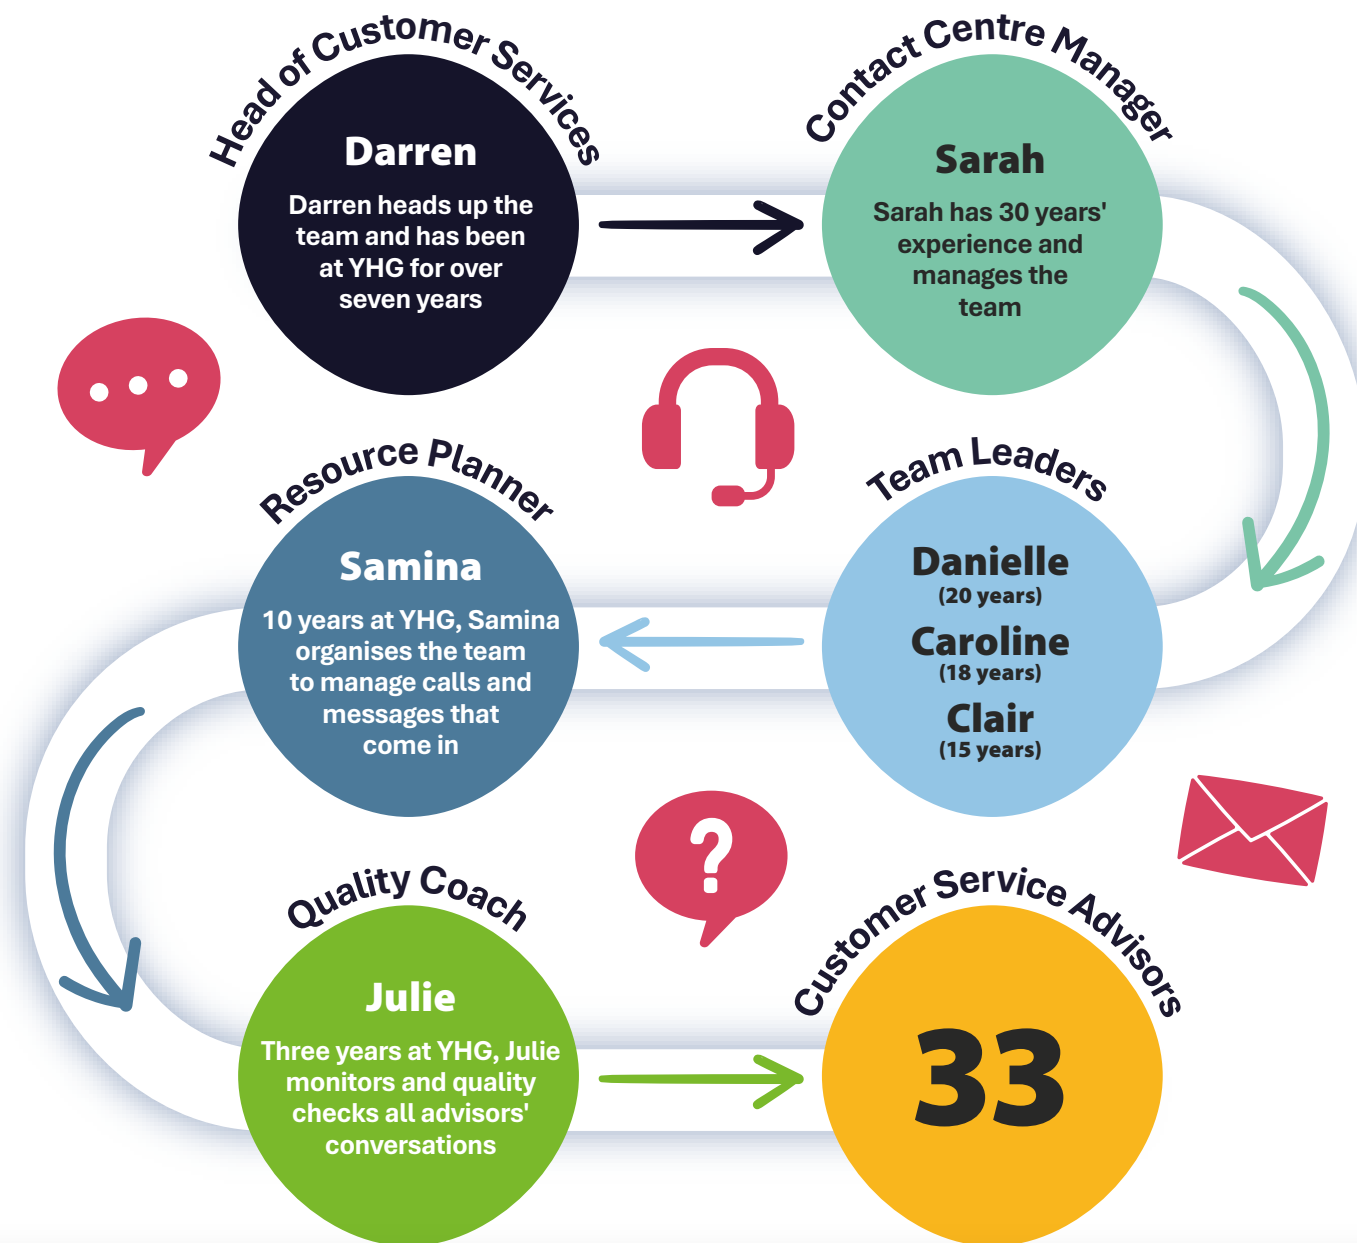 Head of Customer Services
Darren
Darren heads up the
team and has been
at YHG for over
seven years
Contact Centre Manager
Sarah
Sarah has 30 years'
experience and
manages the
team
Team Leaders
Danielle
(20 years)
Caroline
(18 years)
Clair
(15 years)
Resource Planner
Samina
10 years at YHG, Samina
organises the team
to manage calls and
messages that
come in
Quality Coach
Julie
Three years at YHG, Julie
monitors and quality
checks all advisors'
conversations
?
Customer Service Advisors
33